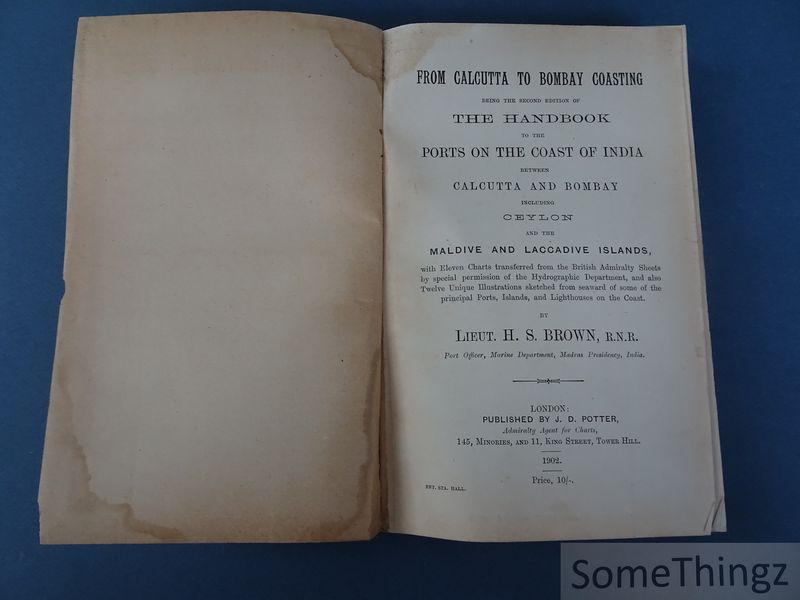 FROM CALCUTTA TO BOMBAY COASTING
BEING THE SECOND EDITION OF
THE HANDBOOK
TO THE
PORTS ON THE COAST OF INDIA
BETWEEN
CALCUTTA AND BOMBAY
INCLUDING
CEYLON
AND THE
MALDIVE AND LACCADIVE ISLANDS,
with Eleven Charts transferred from the British Admiralty Sheets
by special permission of the Hydrographic Department, and also
Twelve Unique Illustrations sketched from seaward of some of the
principal Ports, Islands, and Lighthouses on the Coast.
BY
LIEUT. H. S. BROWN, R.N.R.
Port Officer, Marine Department, Madras Presidency, India.
LONDON:
PUBLISHED BY J. D. POTTER,
Admiralty Agent for Charts,
145, MINORIES, AND 11, KING STREET, TOWER HILL.
1902.
Price, 10/-.
ENT. STA. HALL.
SomeThingz